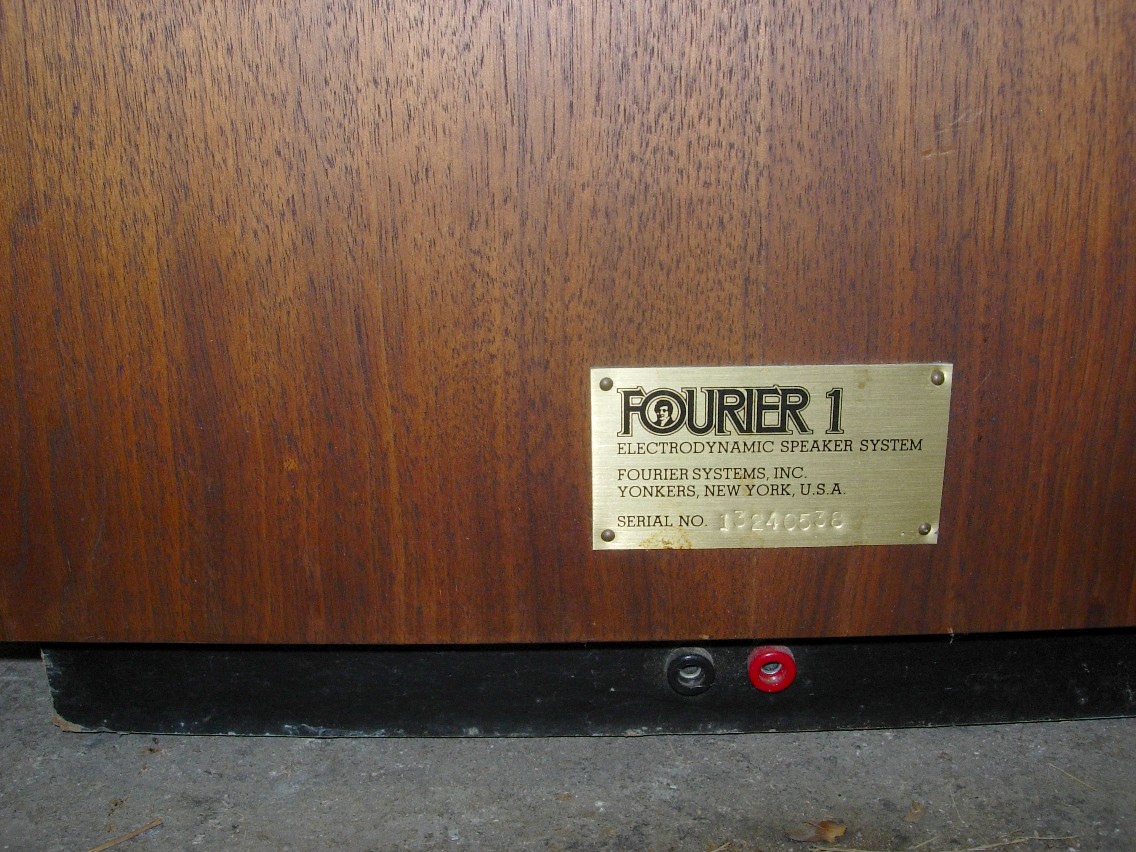 FOURIER 1
ELECTRODYNAMIC SPEAKER SYSTEM
FOURIER SYSTEMS, INC.
YONKERS, NEW YORK, U.S.A.
SERIAL NO. 13240538